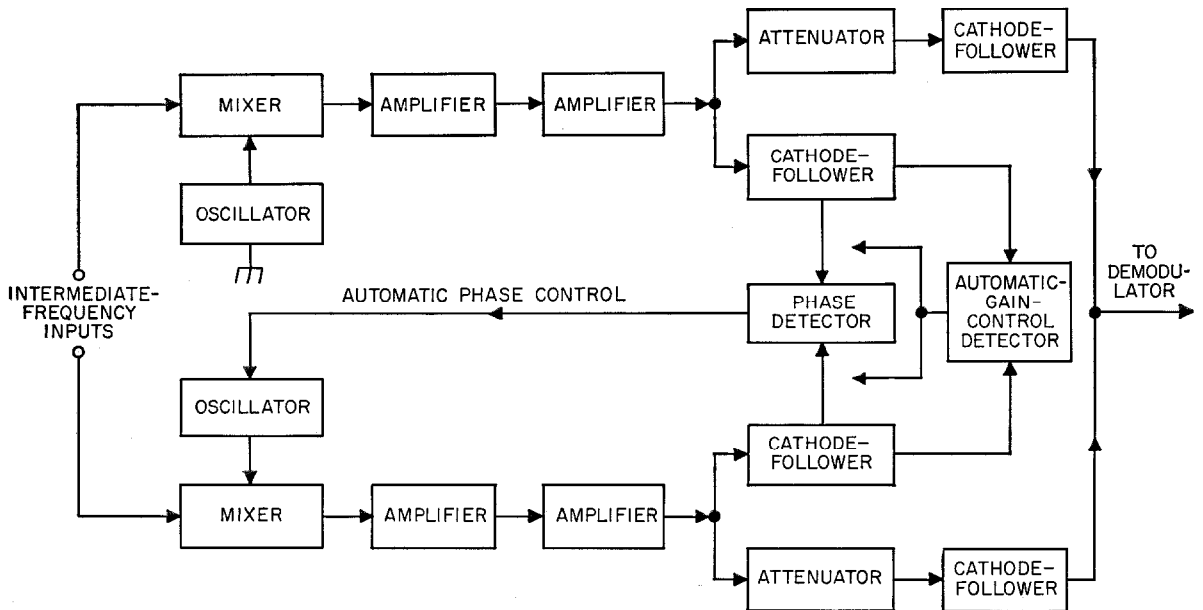 ATTENUATOR
CATHODE-
FOLLOWER
MIXER
AMPLIFIER
AMPLIFIER
CATHODE-
FOLLOWER
OSCILLATOR
INTERMEDIATE-
FREQUENCY
INPUTS
AUTOMATIC PHASE CONTROL
PHASE
DETECTOR
AUTOMATIC-
GAIN-
CONTROL
DETECTOR
TO
DEMODU-
LATOR
OSCILLATOR
CATHODE-
FOLLOWER
MIXER
AMPLIFIER
AMPLIFIER
ATTENUATOR
CATHODE-
FOLLOWER